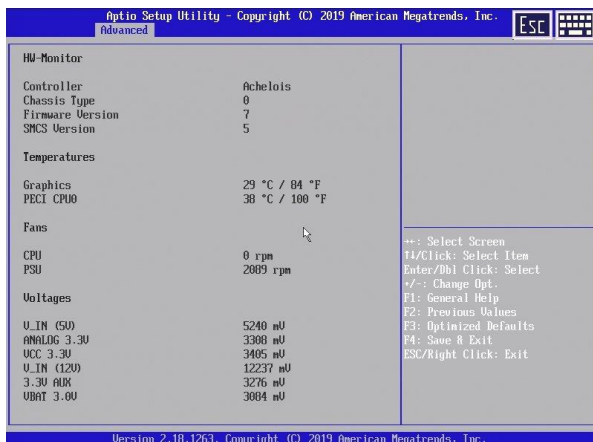 Aptio Setup Utility - Copyright (C) 2019 American Megatrends, Inc.
Esc
Advanced
HW-Monitor
Controller Achelois
Chassis Type 0
Firmware Version 7
SMCS Version 5
Temperatures
Graphics 29 °C / 84 °F
PECI CPU0 38 °C / 100 °F
Fans
CPU 0 rpm
PSU 2089 rpm
Voltages
V_IN (5V) 5240 mV
ANALOG 3.3V 3308 mV
VCC 3.3V 3405 mV
V_IN (12V) 12237 mV
3.3V AUX 3276 mV
VBAT 3.0V 3084 mV
→←: Select Screen
↑↓/Click: Select Item
Enter/Dbl Click: Select
+/-: Change Opt.
F1: General Help
F2: Previous Values
F3: Optimized Defaults
F4: Save & Exit
ESC/Right Click: Exit
Version 2.18.1263. Copyright (C) 2019 American Megatrends, Inc.